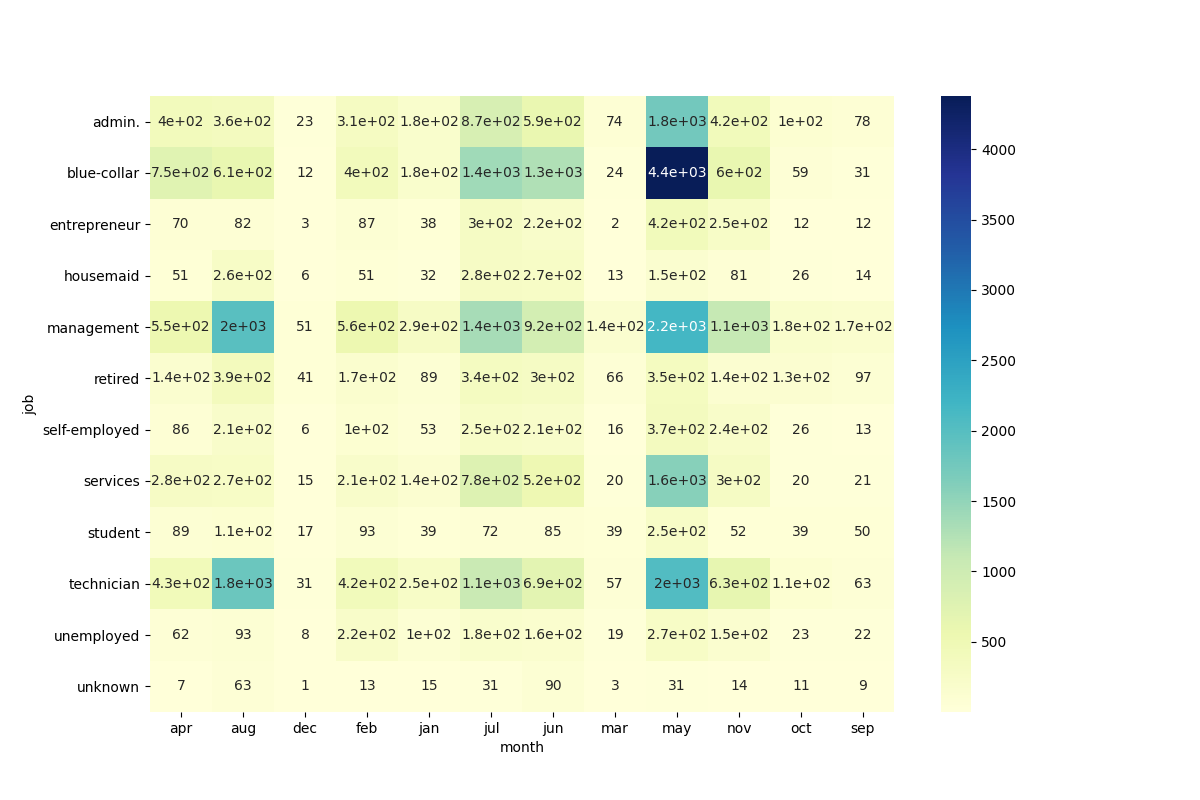 admin. 4e+02 3.6e+02 23 3.1e+02 1.8e+02 8.7e+02 5.9e+02 74 1.8e+03 4.2e+02 1e+02 78
4000
blue-collar 7.5e+02 6.1e+02 12 4e+02 1.8e+02 1.4e+03 1.3e+03 24 4.4e+03 6e+02 59 31
3500
entrepreneur 70 82 3 87 38 3e+02 2.2e+02 2 4.2e+02 2.5e+02 12 12
housemaid 51 2.6e+02 6 51 32 2.8e+02 2.7e+02 13 1.5e+02 81 26 14
3000
management 5.5e+02 2e+03 51 5.6e+02 2.9e+02 1.4e+03 9.2e+02 1.4e+02 2.2e+03 1.1e+03 1.8e+02 1.7e+02
2500
retired 1.4e+02 3.9e+02 41 1.7e+02 89 3.4e+02 3e+02 66 3.5e+02 1.4e+02 1.3e+02 97
job
self-employed 86 2.1e+02 6 1e+02 53 2.5e+02 2.1e+02 16 3.7e+02 2.4e+02 26 13
2000
services 2.8e+02 2.7e+02 15 2.1e+02 1.4e+02 7.8e+02 5.2e+02 20 1.6e+03 3e+02 20 21
1500
student 89 1.1e+02 17 93 39 72 85 39 2.5e+02 52 39 50
1000
technician 4.3e+02 1.8e+03 31 4.2e+02 2.5e+02 1.1e+03 6.9e+02 57 2e+03 6.3e+02 1.1e+02 63
unemployed 62 93 8 2.2e+02 1e+02 1.8e+02 1.6e+02 19 2.7e+02 1.5e+02 23 22
500
unknown 7 63 1 13 15 31 90 3 31 14 11 9
apr aug dec feb jan jul jun mar may nov oct sep
month